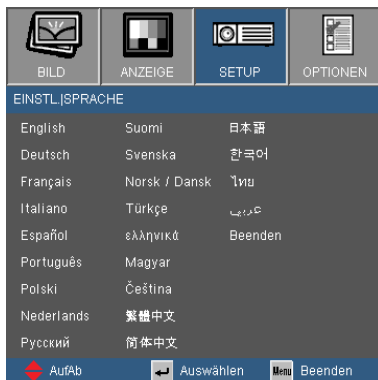 BILD ANZEIGE SETUP OPTIONEN
EINSTL.|SPRACHE
English Suomi 日本語
Deutsch Svenska 한국어
Français Norsk / Dansk ไทย
Italiano Türkçe عربي
Español ελληνικά Beenden
Português Magyar
Polski Čeština
Nederlands 繁體中文
Русский 简体中文
AufAb Auswählen Menu Beenden